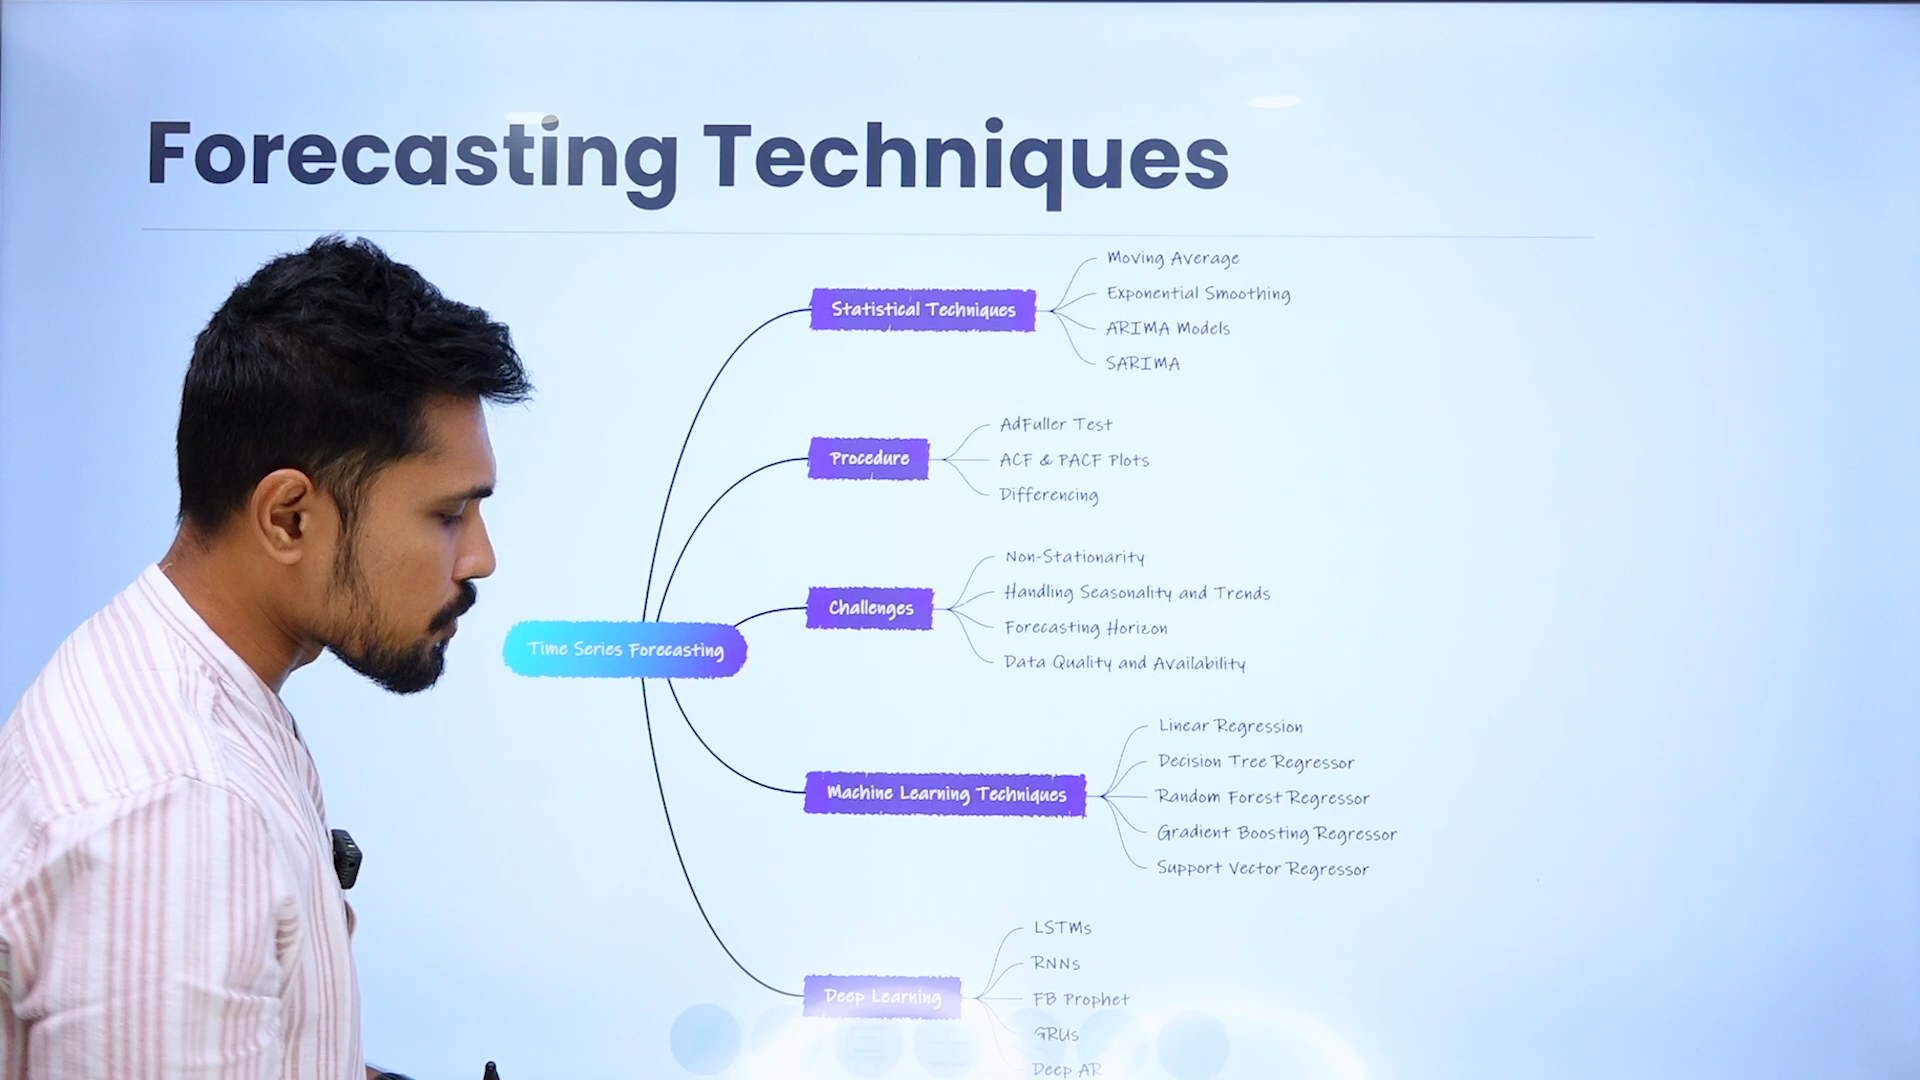 Forecasting Techniques
Time Series Forecasting
Statistical Techniques
Moving Average
Exponential Smoothing
ARIMA Models
SARIMA
Procedure
AdFuller Test
ACF & PACF Plots
Differencing
Challenges
Non-Stationarity
Handling Seasonality and Trends
Forecasting Horizon
Data Quality and Availability
Machine Learning Techniques
Linear Regression
Decision Tree Regressor
Random Forest Regressor
Gradient Boosting Regressor
Support Vector Regressor
Deep Learning
LSTMs
RNNs
FB Prophet
GRUs
Deep AR